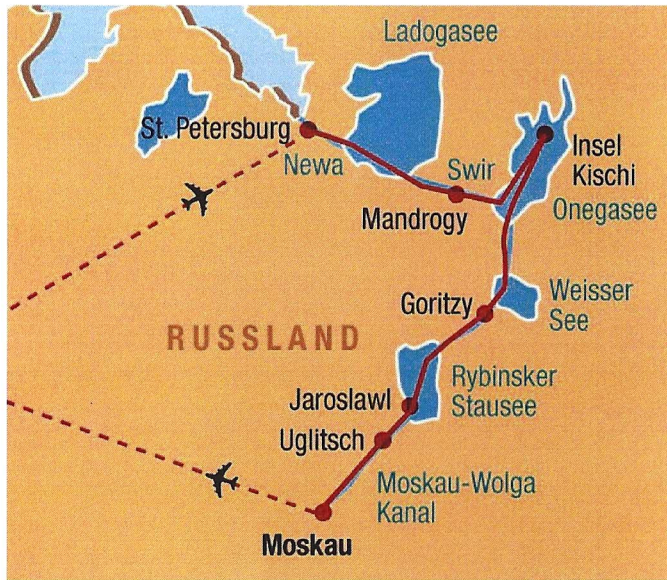 Ladogasee
St. Petersburg
Newa
Swir
Insel
Kischi
Mandrogy
Onegasee
Goritzy
Weisser
See
RUSSLAND
Rybinsker
Stausee
Jaroslawl
Uglitsch
Moskau-Wolga
Kanal
Moskau